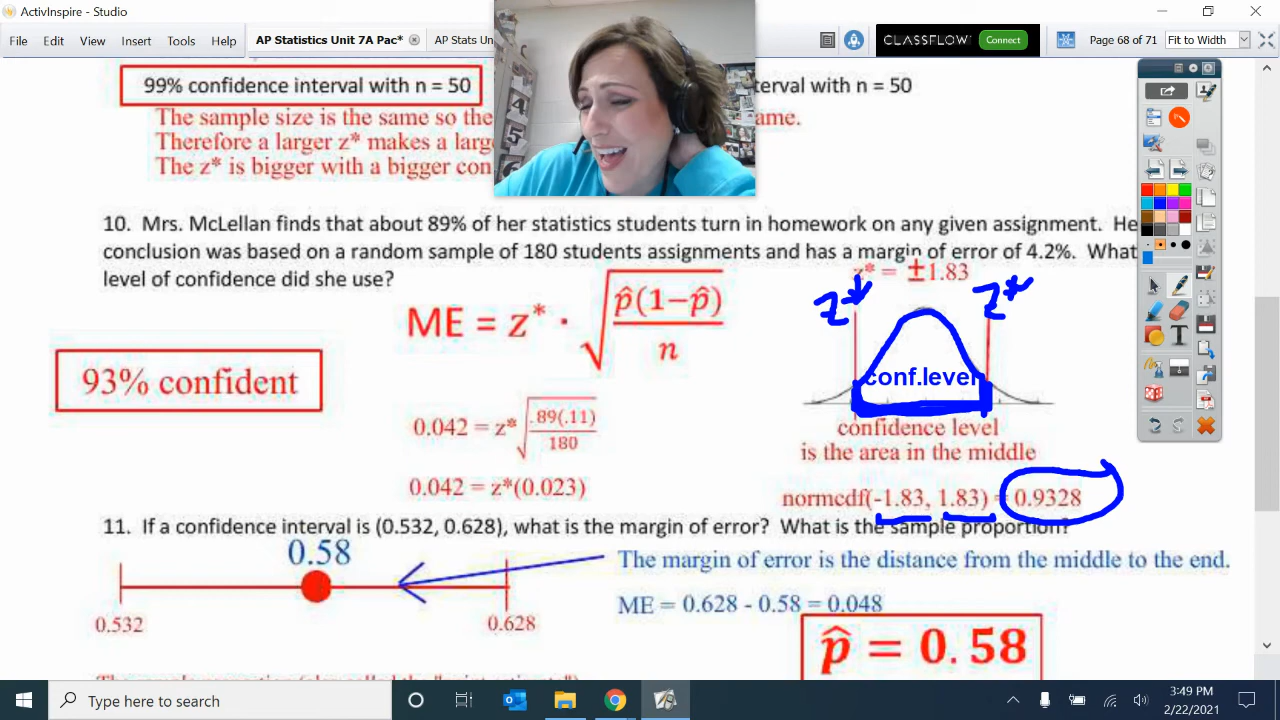 ActivInspire - Studio
File Edit View Insert Tools Help AP Statistics Unit 7A Pac* AP Stats Un
CLASSFLOW Connect Page 68 of 71 Fit to Width
99% confidence interval with n = 50
terval with n = 50
The sample size is the same so the
ame.
Therefore a larger z* makes a larg
The z* is bigger with a bigger con
4
5
6
10. Mrs. McLellan finds that about 89% of her statistics students turn in homework on any given assignment. He
conclusion was based on a random sample of 180 students assignments and has a margin of error of 4.2%. What
level of confidence did she use?
z* = ±1.83
z* z*
ME = z* · √p̂(1−p̂)/n
93% confident
conf.level
0.042 = z*√.89(.11)/180
confidence level
is the area in the middle
0.042 = z*(0.023)
normcdf(-1.83, 1.83) = 0.9328
11. If a confidence interval is (0.532, 0.628), what is the margin of error? What is the sample proportion?
0.58
The margin of error is the distance from the middle to the end.
0.532
0.628
ME = 0.628 - 0.58 = 0.048
p̂ = 0.58
Type here to search
3:49 PM
2/22/2021